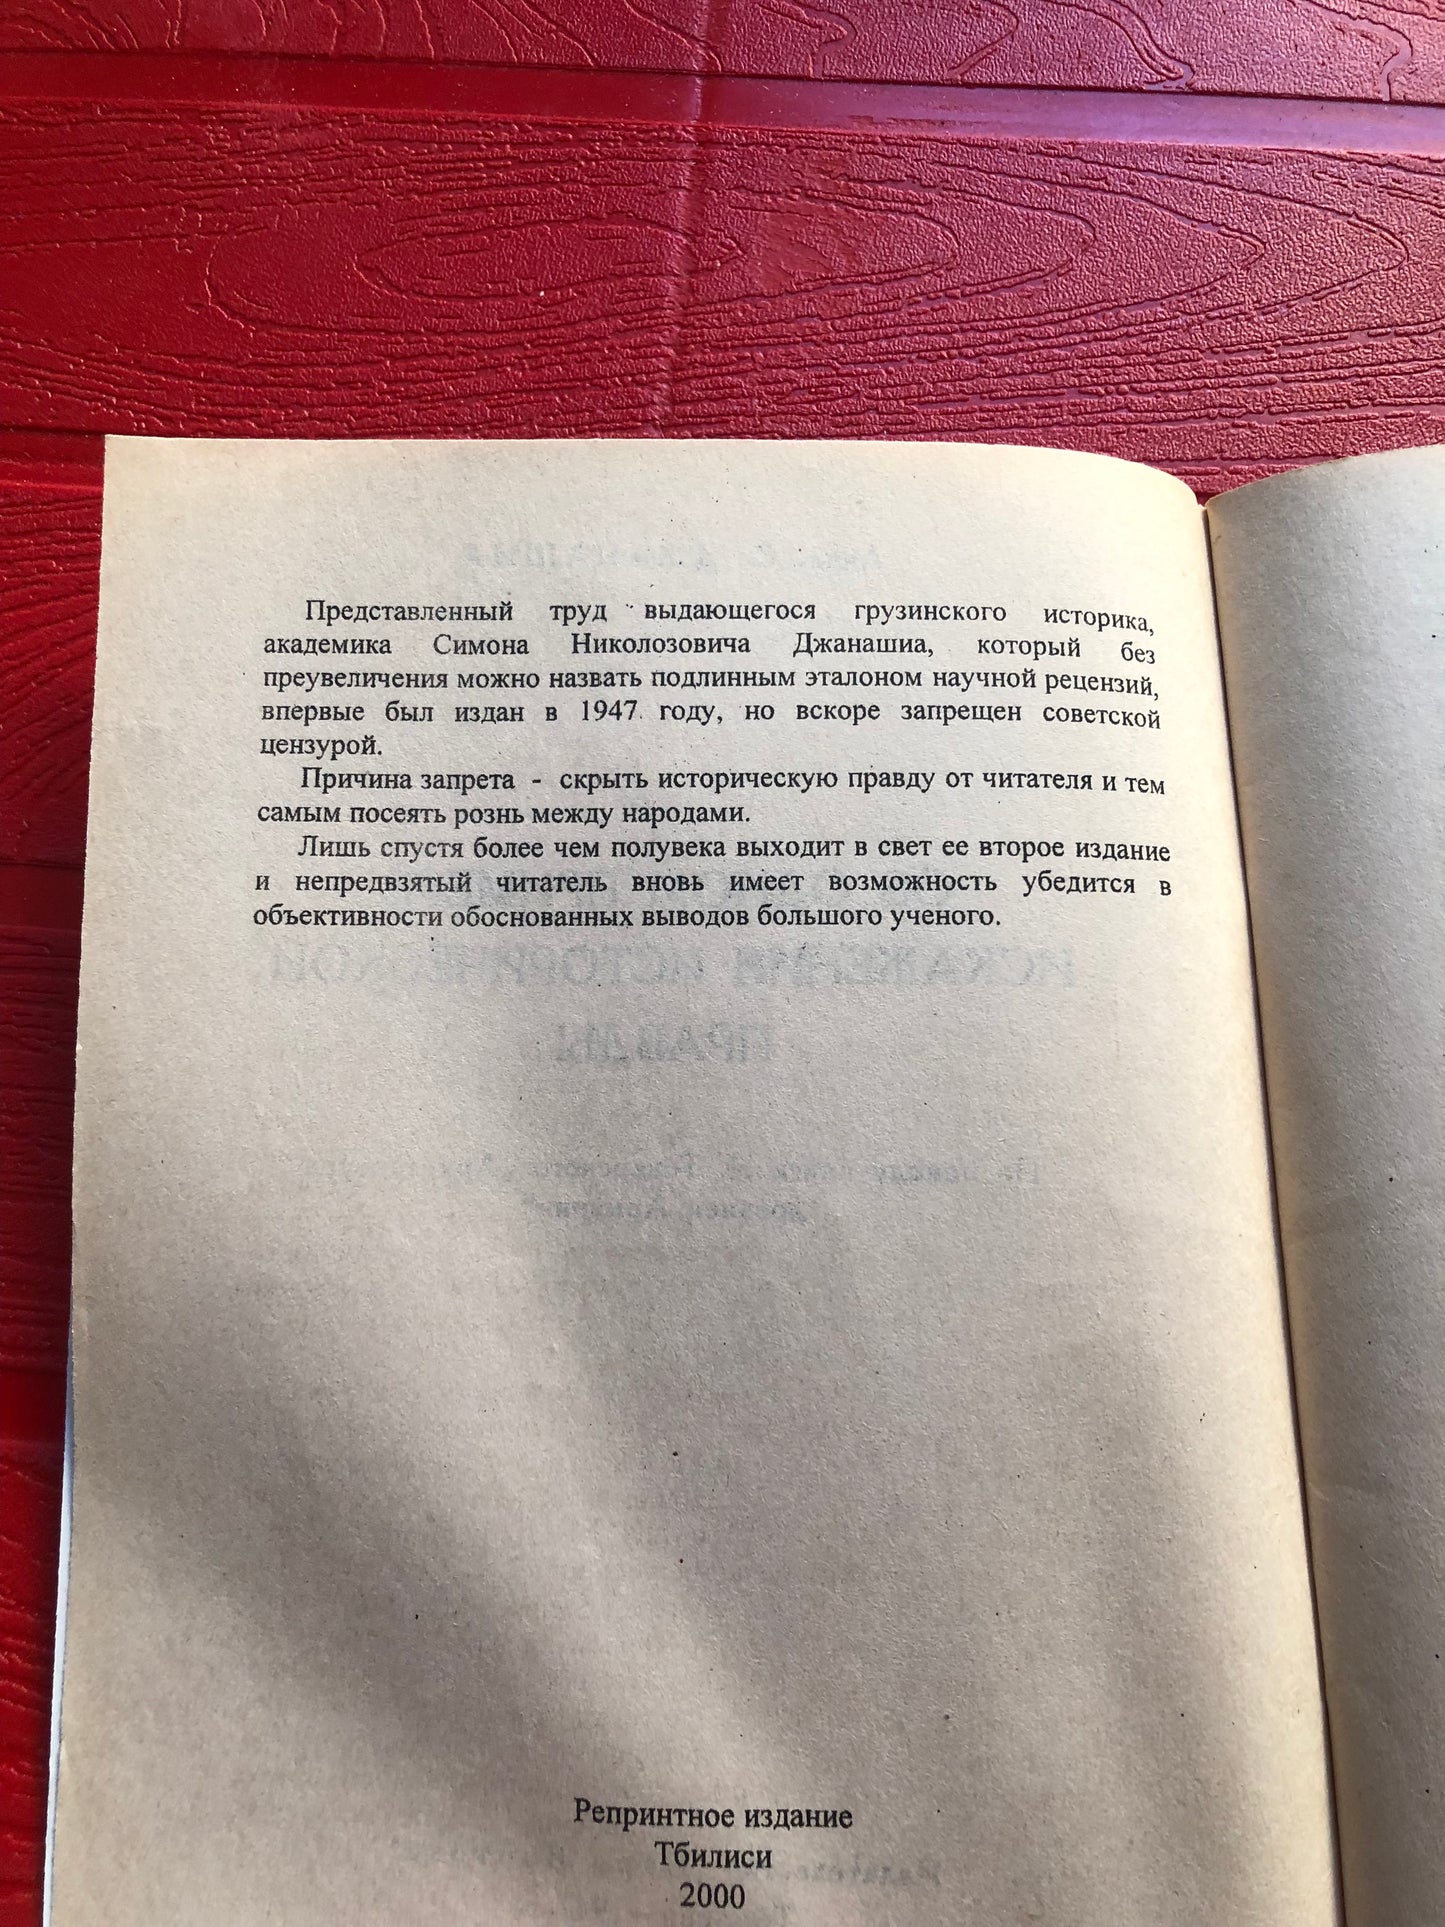 Представленный труд выдающегося грузинского историка,
академика Симона Николозовича Джанашиа, который без
преувеличения можно назвать подлинным эталоном научной рецензий,
впервые был издан в 1947 году, но вскоре запрещен советской
цензурой.
Причина запрета - скрыть историческую правду от читателя и тем
самым посеять рознь между народами.
Лишь спустя более чем полувека выходит в свет ее второе издание
и непредвзятый читатель вновь имеет возможность убедится в
объективности обоснованных выводов большого ученого.
ИСКАЖЕНИИ ИСТОРИЧЕСКОЙ
ПРАВДЫ
Репринтное издание
Тбилиси
2000